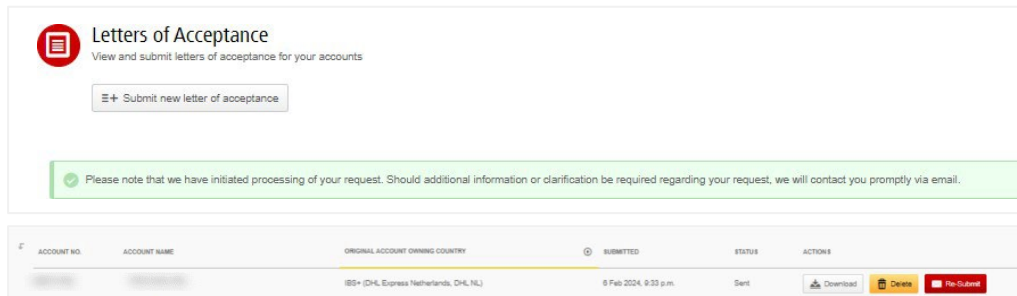 Letters of Acceptance
View and submit letters of acceptance for your accounts
Submit new letter of acceptance
Please note that we have initiated processing of your request. Should additional information or clarification be required regarding your request, we will contact you promptly via email.
ACCOUNT NO. ACCOUNT NAME ORIGINAL ACCOUNT OWNING COUNTRY SUBMITTED STATUS ACTIONS
IBS+ (DHL Express Netherlands, DHL NL) 6 Feb 2024, 9:33 p.m. Sent Download Delete Re-Submit